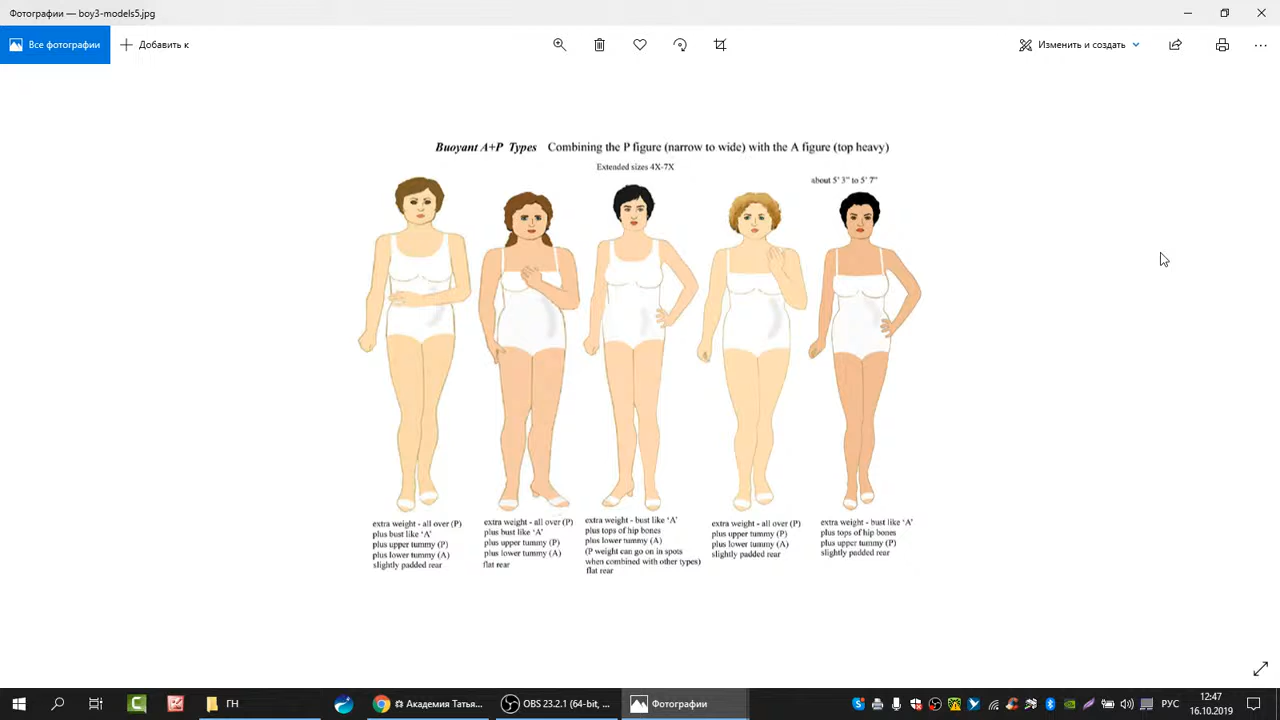 Фотографии — boy3-models5.jpg
Все фотографии
Добавить к
Изменить и создать
Buoyant A+P Types Combining the P figure (narrow to wide) with the A figure (top heavy)
Extended sizes 4X-7X
about 5' 3" to 5' 7"
extra weight - all over (P)
plus bust like 'A'
plus upper tummy (P)
plus lower tummy (A)
slightly padded rear
extra weight - all over (P)
plus bust like 'A'
plus upper tummy (P)
plus lower tummy (A)
flat rear
extra weight - bust like 'A'
plus tops of hip bones
plus lower tummy (A)
(P weight can go on in spots
when combined with other types)
flat rear
extra weight - all over (P)
plus upper tummy (P)
plus lower tummy (A)
slightly padded rear
extra weight - bust like 'A'
plus tops of hip bones
plus upper tummy (P)
slightly padded rear
ГН
Академия Татья...
OBS 23.2.1 (64-bit, ...
Фотографии
РУС
12:47
16.10.2019